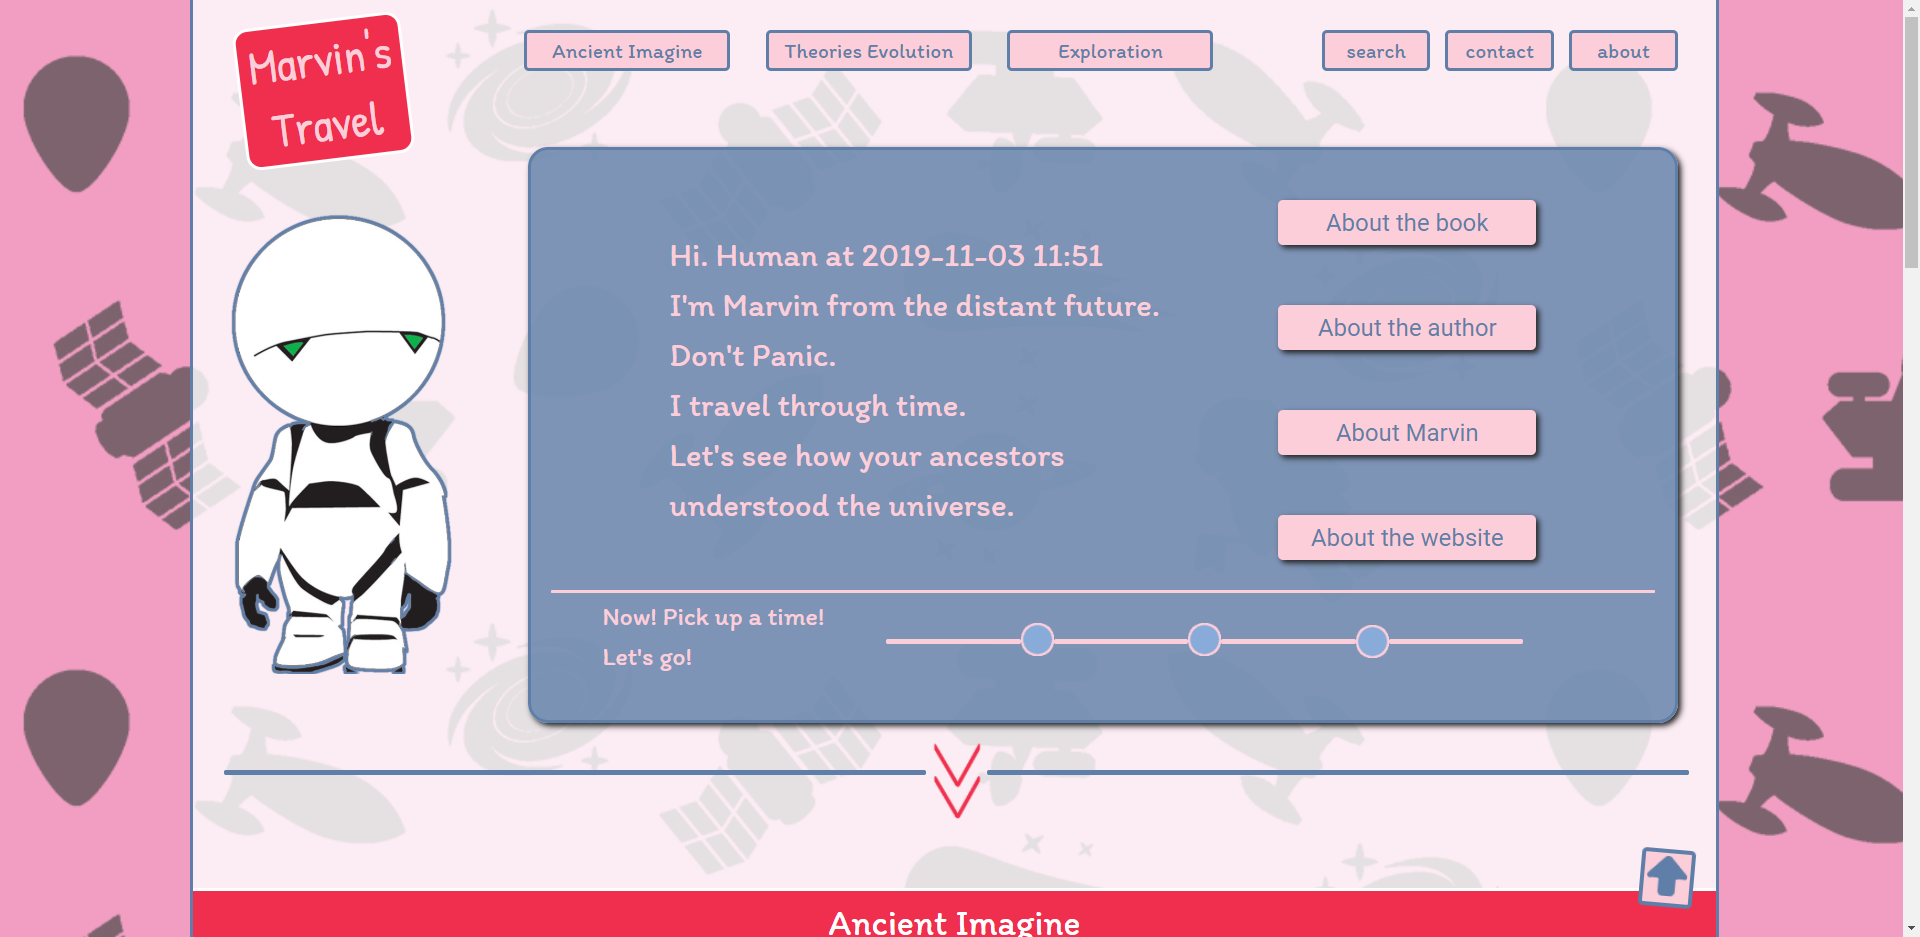 Marvin's
Travel
Ancient Imagine
Theories Evolution
Exploration
search
contact
about
Hi. Human at 2019-11-03 11:51
I'm Marvin from the distant future.
Don't Panic.
I travel through time.
Let's see how your ancestors
understood the universe.
About the book
About the author
About Marvin
About the website
Now! Pick up a time!
Let's go!
Ancient Imagine